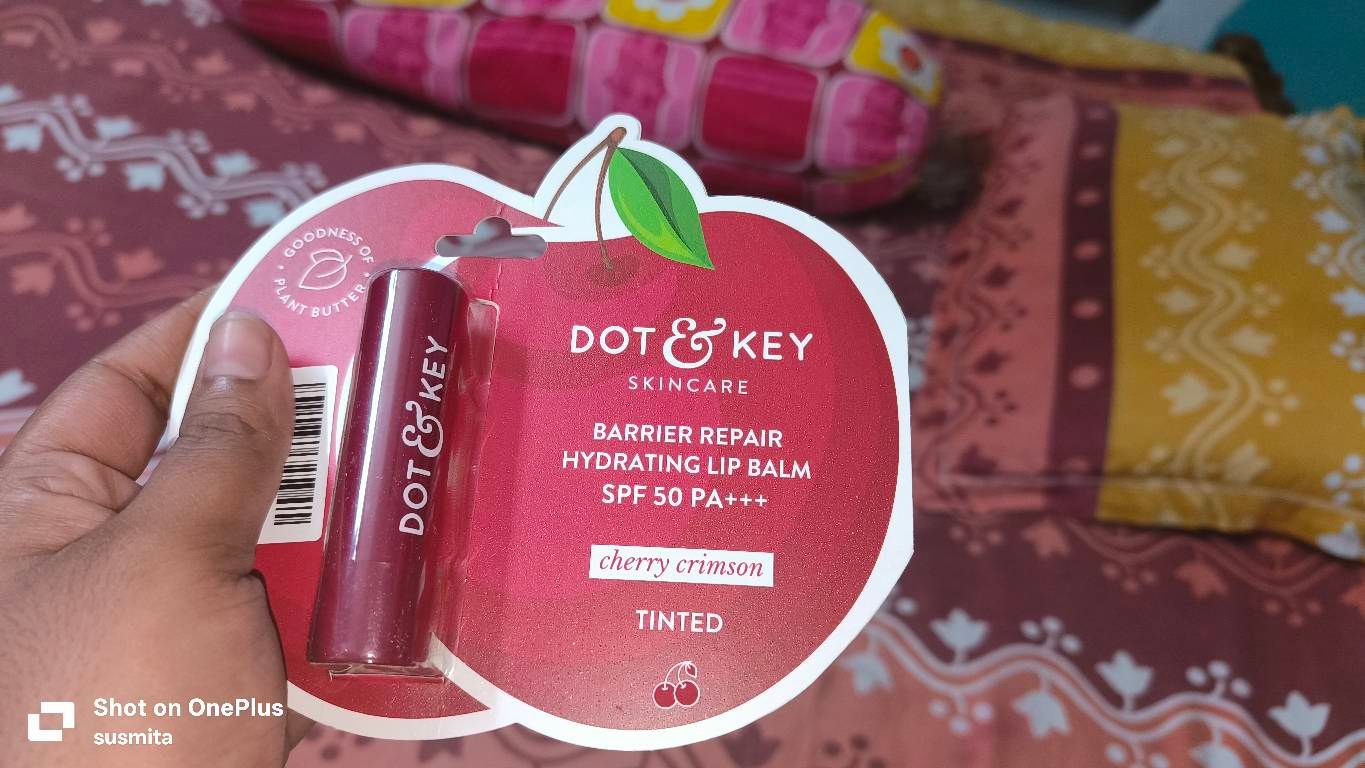 GOODNESS OF
PLANT BUTTER
DOT & KEY
DOT & KEY
SKINCARE
BARRIER REPAIR
HYDRATING LIP BALM
SPF 50 PA+++
cherry crimson
TINTED
Shot on OnePlus
susmita